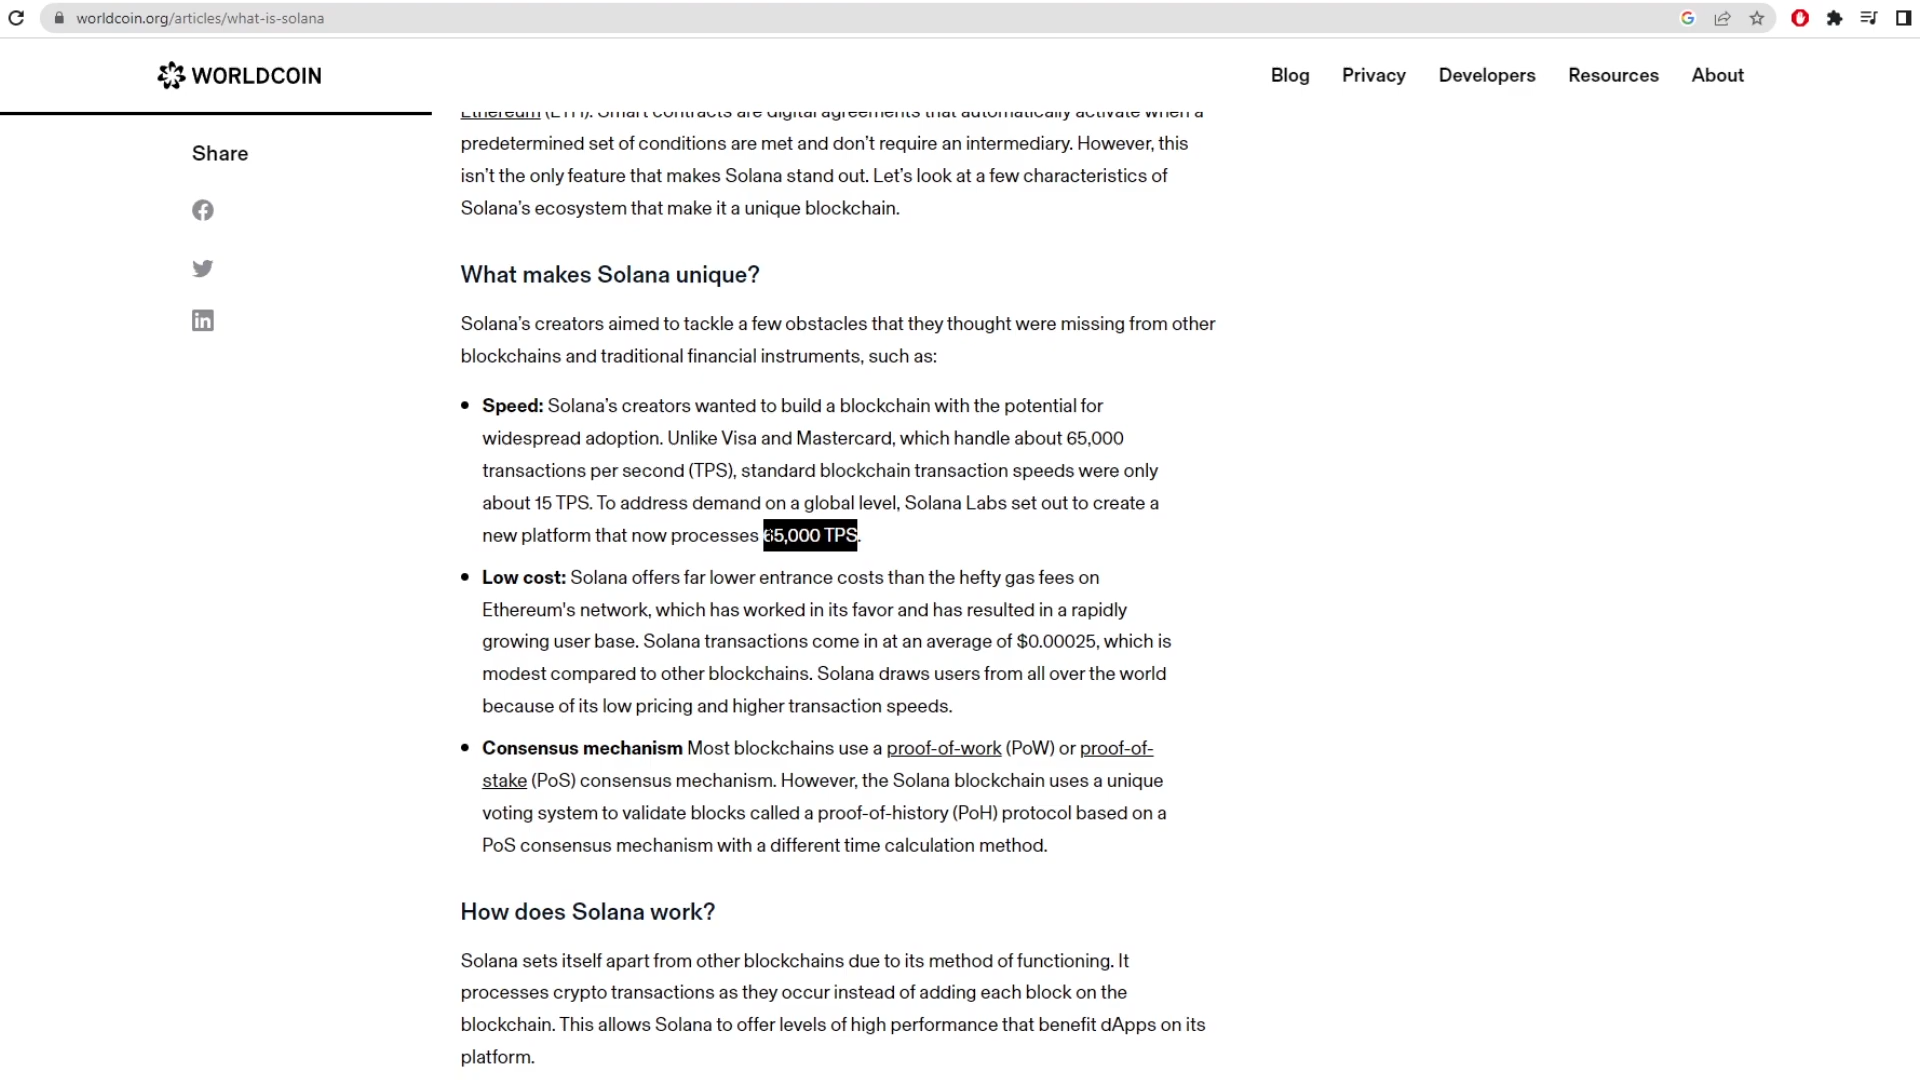 worldcoin.org/articles/what-is-solana
WORLDCOIN
Blog Privacy Developers Resources About
Share
Ethereum (ETH). Smart contracts are digital agreements that automatically activate when a
predetermined set of conditions are met and don’t require an intermediary. However, this
isn’t the only feature that makes Solana stand out. Let’s look at a few characteristics of
Solana’s ecosystem that make it a unique blockchain.
What makes Solana unique?
Solana’s creators aimed to tackle a few obstacles that they thought were missing from other
blockchains and traditional financial instruments, such as:
Speed: Solana’s creators wanted to build a blockchain with the potential for
widespread adoption. Unlike Visa and Mastercard, which handle about 65,000
transactions per second (TPS), standard blockchain transaction speeds were only
about 15 TPS. To address demand on a global level, Solana Labs set out to create a
new platform that now processes 65,000 TPS.
Low cost: Solana offers far lower entrance costs than the hefty gas fees on
Ethereum's network, which has worked in its favor and has resulted in a rapidly
growing user base. Solana transactions come in at an average of $0.00025, which is
modest compared to other blockchains. Solana draws users from all over the world
because of its low pricing and higher transaction speeds.
Consensus mechanism Most blockchains use a proof-of-work (PoW) or proof-of-
stake (PoS) consensus mechanism. However, the Solana blockchain uses a unique
voting system to validate blocks called a proof-of-history (PoH) protocol based on a
PoS consensus mechanism with a different time calculation method.
How does Solana work?
Solana sets itself apart from other blockchains due to its method of functioning. It
processes crypto transactions as they occur instead of adding each block on the
blockchain. This allows Solana to offer levels of high performance that benefit dApps on its
platform.